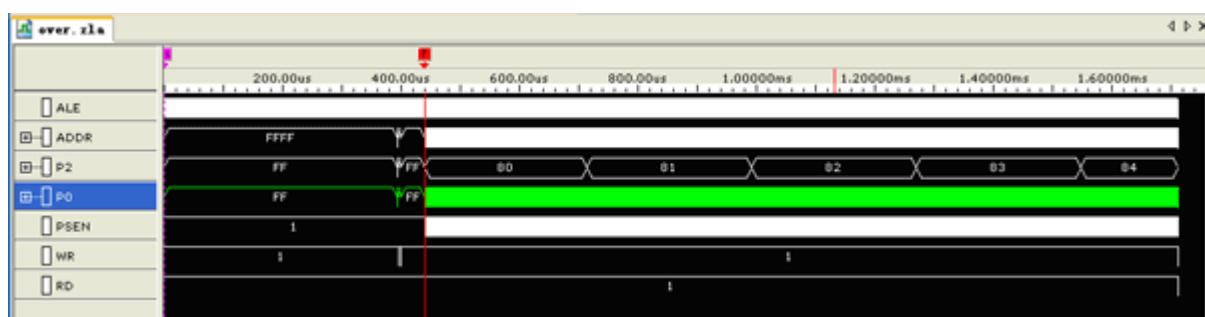 over.zla
T
200.00us 400.00us 600.00us 800.00us 1.00000ms 1.20000ms 1.40000ms 1.60000ms
ALE
ADDR FFFF
P2 FF FF 80 81 82 83 84
P0 FF FF
PSEN 1
WR 1 1
RD 1